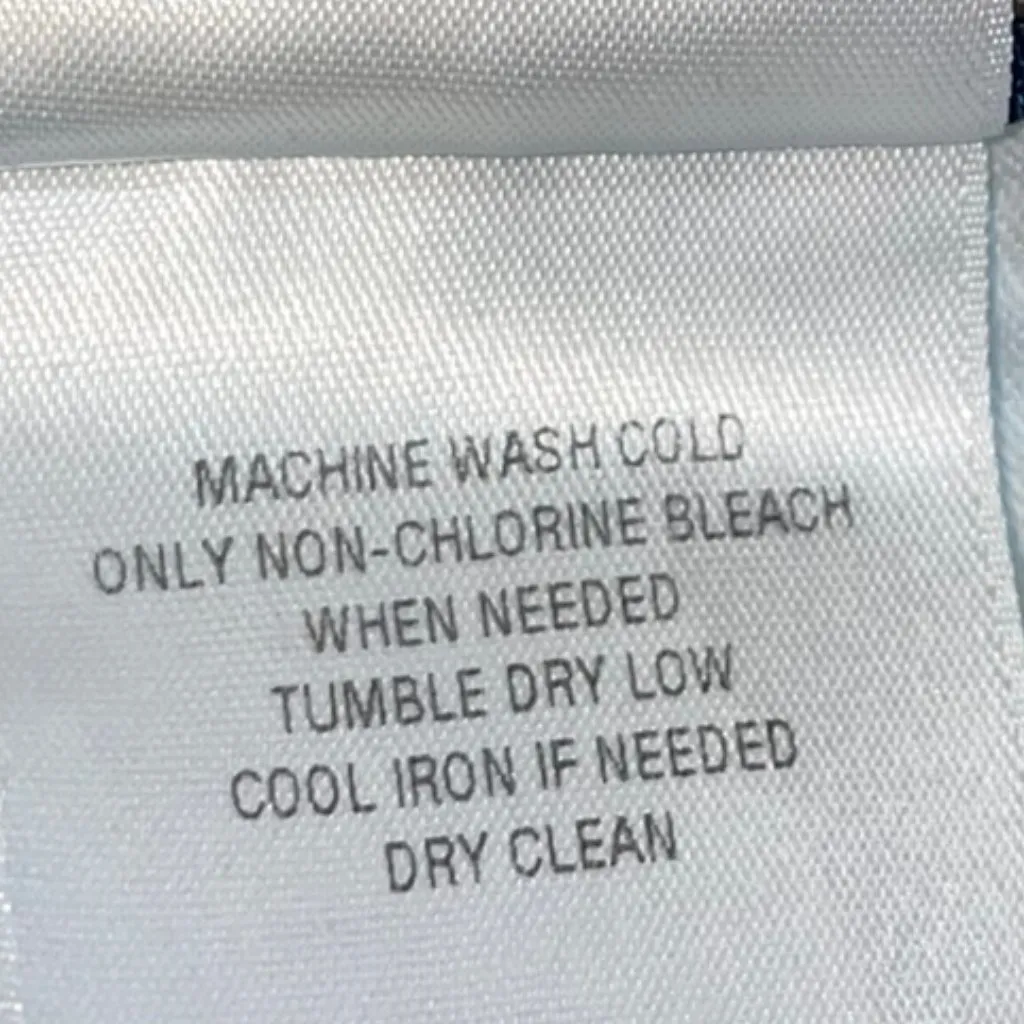 MACHINE WASH COLD
ONLY NON-CHLORINE BLEACH
WHEN NEEDED
TUMBLE DRY LOW
COOL IRON IF NEEDED
DRY CLEAN